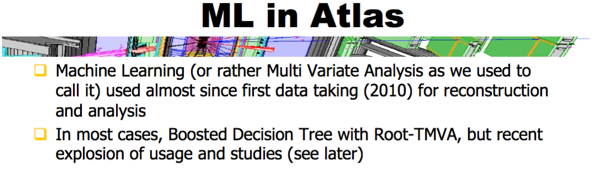 ML in Atlas
Machine Learning (or rather Multi Variate Analysis as we used to
call it) used almost since first data taking (2010) for reconstruction
and analysis
In most cases, Boosted Decision Tree with Root-TMVA, but recent
explosion of usage and studies (see later)